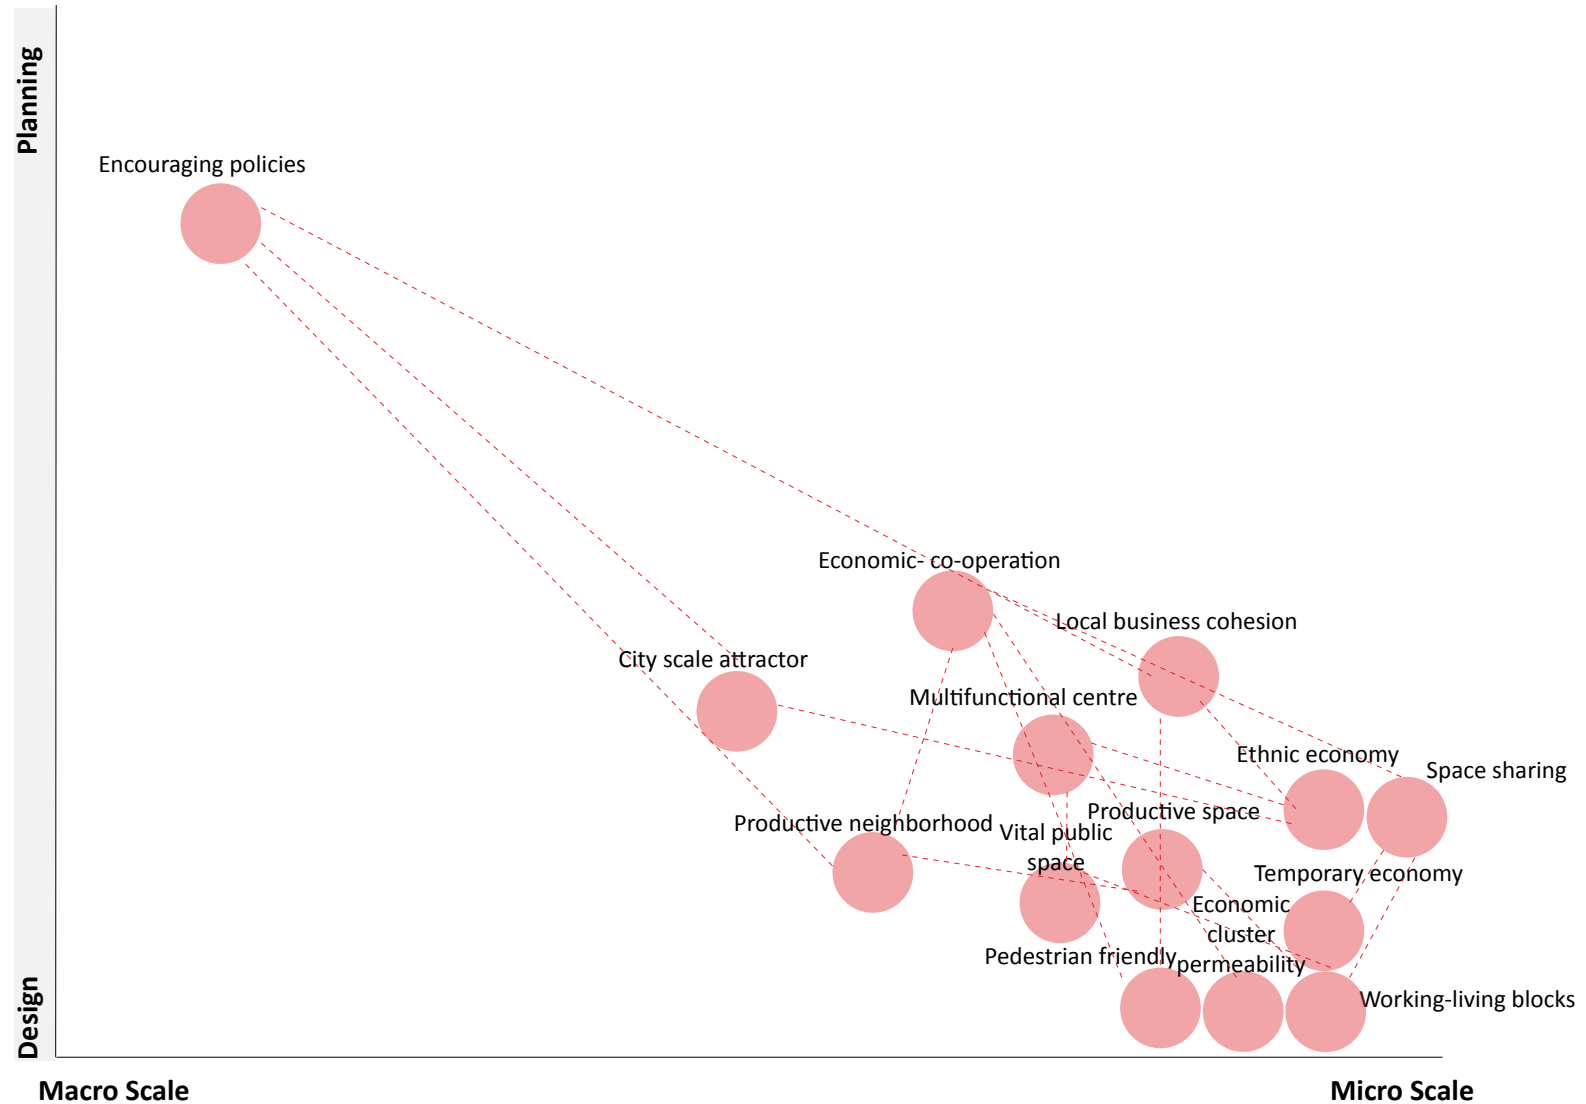 Planning
Encouraging policies
Economic- co-operation
Local business cohesion
City scale attractor
Multifunctional centre
Ethnic economy
Space sharing
Productive space
Productive neighborhood
Vital public
space
Temporary economy
Economic
cluster
Pedestrian friendly
permeability
Working-living blocks
Design
Macro Scale
Micro Scale